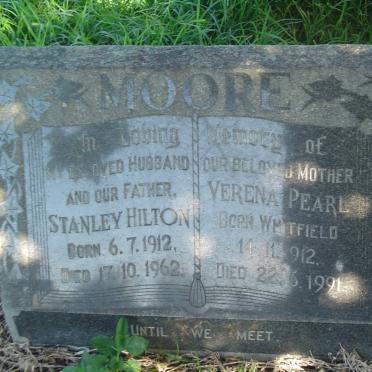 MOORE
In Loving Memory of
BELOVED HUSBAND
AND OUR FATHER,
STANLEY HILTON
BORN 6.7.1912,
DIED 17.10.1962.
OUR BELOVED MOTHER
VERENA PEARL
BORN WHITFIELD
14.11.1912,
DIED 22.6.1991.
UNTIL WE MEET